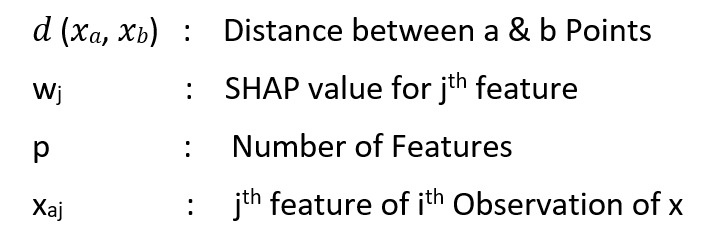 d (xₐ, x_b) : Distance between a & b Points
wⱼ : SHAP value for jᵗʰ feature
p : Number of Features
xₐⱼ : jᵗʰ feature of iᵗʰ Observation of x